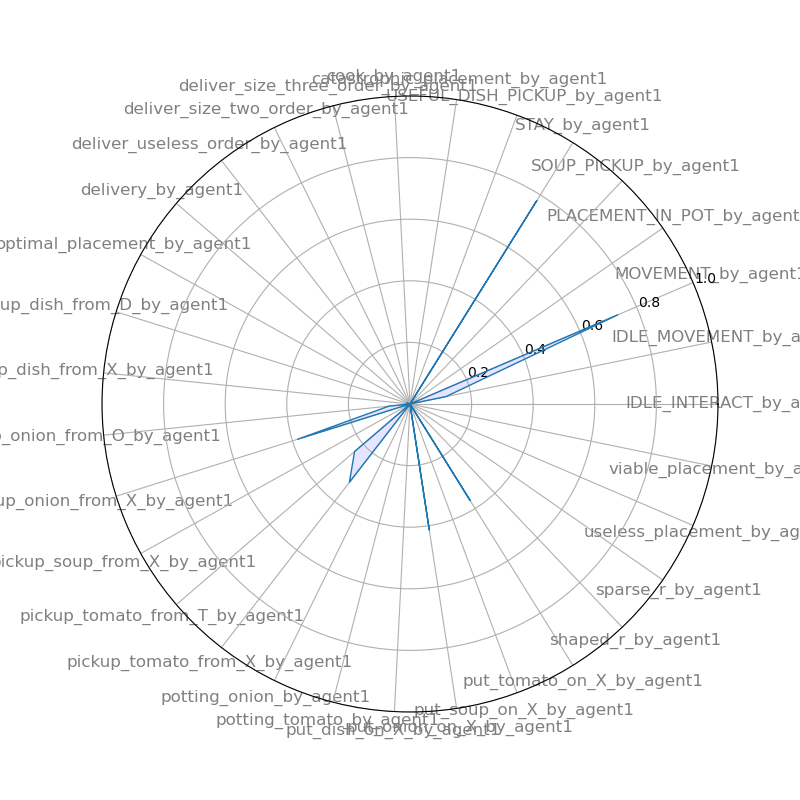 cook_by_agent1
catastrophic_placement_by_agent1
deliver_size_three_order_by_agent1
USEFUL_DISH_PICKUP_by_agent1
deliver_size_two_order_by_agent1
STAY_by_agent1
deliver_useless_order_by_agent1
SOUP_PICKUP_by_agent1
delivery_by_agent1
PLACEMENT_IN_POT_by_agent
optimal_placement_by_agent1
MOVEMENT_by_agent1
1.0
0.8
up_dish_from_D_by_agent1
0.6
IDLE_MOVEMENT_by_a
0.4
p_dish_from_X_by_agent1
0.2
IDLE_INTERACT_by_a
o_onion_from_O_by_agent1
viable_placement_by_a
up_onion_from_X_by_agent1
useless_placement_by_ag
pickup_soup_from_X_by_agent1
sparse_r_by_agent1
pickup_tomato_from_T_by_agent1
shaped_r_by_agent1
pickup_tomato_from_X_by_agent1
put_tomato_on_X_by_agent1
potting_onion_by_agent1
put_soup_on_X_by_agent1
potting_tomato_by_agent1
put_onion_on_X_by_agent1
put_dish_on_X_by_agent1